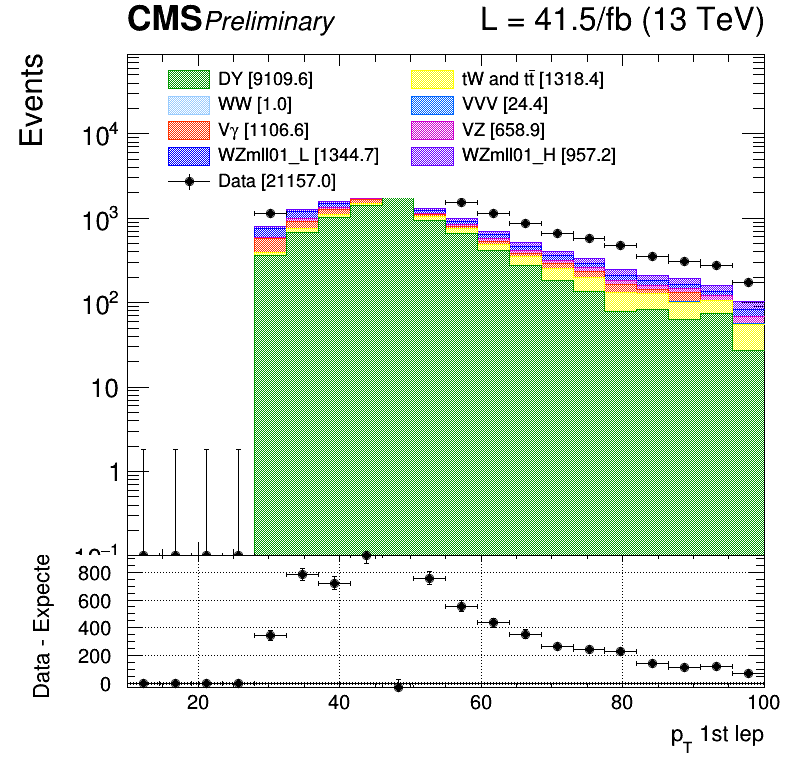 CMS Preliminary L = 41.5/fb (13 TeV)
Events
DY [9109.6] tW and tt̄ [1318.4]
WW [1.0] VVV [24.4]
Vγ [1106.6] VZ [658.9]
WZmll01_L [1344.7] WZmll01_H [957.2]
Data [21157.0]
10⁴
10³
10²
10
1
10⁻¹
Data - Expecte
800
600
400
200
0
20 40 60 80 100
p_T 1st lep